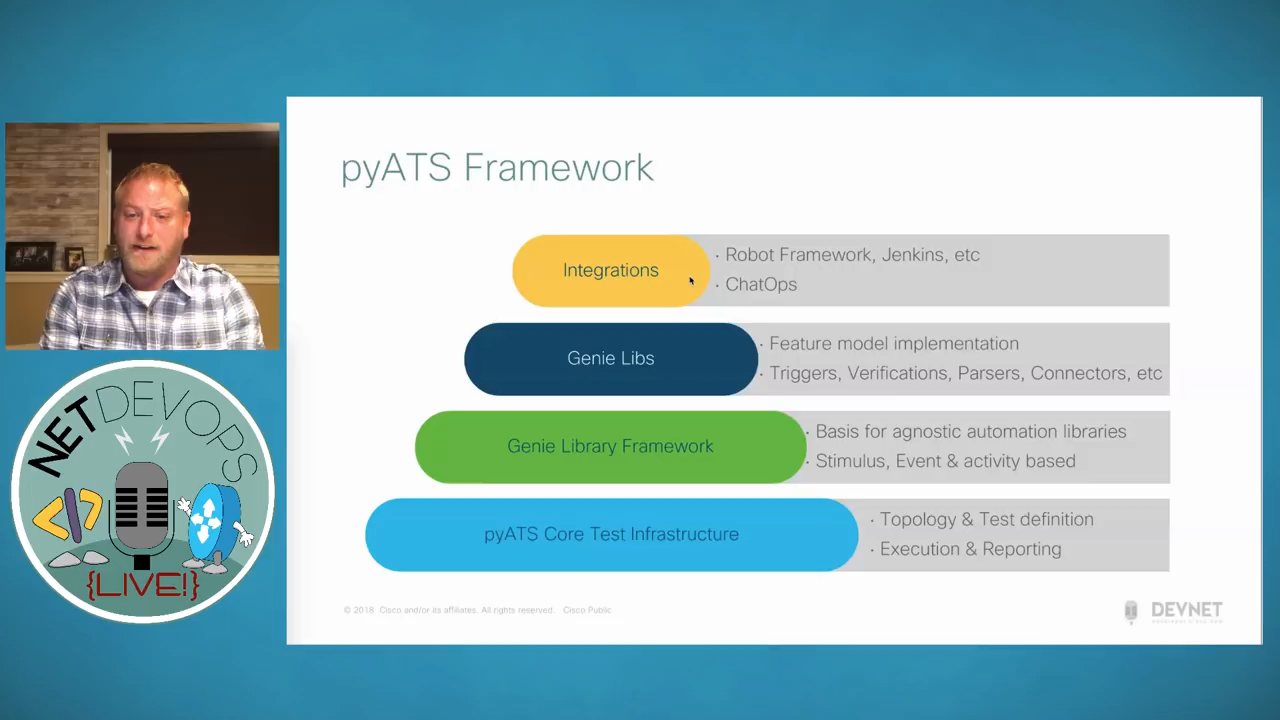 pyATS Framework
Integrations
· Robot Framework, Jenkins, etc
· ChatOps
Genie Libs
· Feature model implementation
· Triggers, Verifications, Parsers, Connectors, etc
Genie Library Framework
· Basis for agnostic automation libraries
· Stimulus, Event & activity based
pyATS Core Test Infrastructure
· Topology & Test definition
· Execution & Reporting
© 2018 Cisco and/or its affiliates. All rights reserved. Cisco Public
DEVNET
NETDEVOPS
</>
{LIVE!}